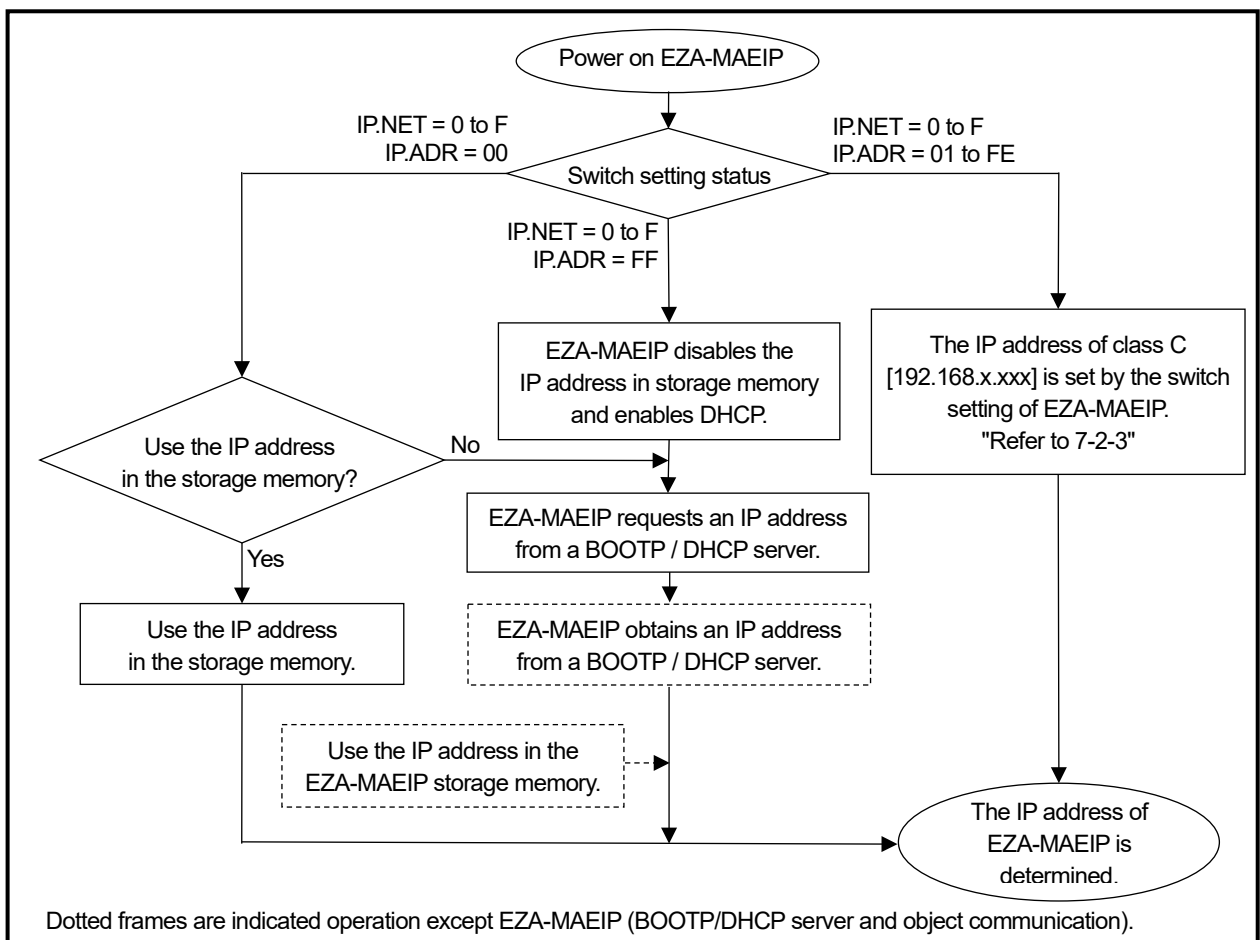 Power on EZA-MAEIP
IP.NET = 0 to F
IP.ADR = 00
IP.NET = 0 to F
IP.ADR = 01 to FE
Switch setting status
IP.NET = 0 to F
IP.ADR = FF
EZA-MAEIP disables the
IP address in storage memory
and enables DHCP.
The IP address of class C
[192.168.x.xxx] is set by the switch
setting of EZA-MAEIP.
"Refer to 7-2-3"
Use the IP address
in the storage memory?
No
Yes
EZA-MAEIP requests an IP address
from a BOOTP / DHCP server.
Use the IP address
in the storage memory.
EZA-MAEIP obtains an IP address
from a BOOTP / DHCP server.
Use the IP address in the
EZA-MAEIP storage memory.
The IP address of
EZA-MAEIP is
determined.
Dotted frames are indicated operation except EZA-MAEIP (BOOTP/DHCP server and object communication).